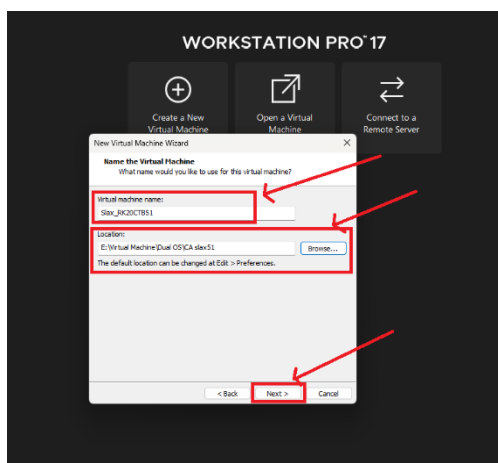 WORKSTATION PRO™ 17
Create a New
Virtual Machine
Open a Virtual
Machine
Connect to a
Remote Server
New Virtual Machine Wizard
Name the Virtual Machine
What name would you like to use for this virtual machine?
Virtual machine name:
Slax_RK20CTB51
Location:
E:\Virtual Machine\Dual OS\CA slax51
Browse...
The default location can be changed at Edit > Preferences.
< Back
Next >
Cancel